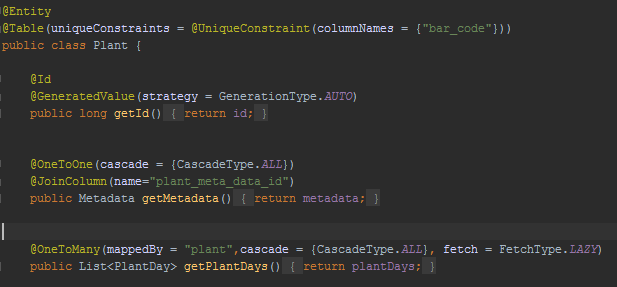 @Entity
@Table(uniqueConstraints = @UniqueConstraint(columnNames = {"bar_code"}))
public class Plant {
@Id
@GeneratedValue(strategy = GenerationType.AUTO)
public long getId() { return id; }
@OneToOne(cascade = {CascadeType.ALL})
@JoinColumn(name="plant_meta_data_id")
public Metadata getMetadata() { return metadata; }
@OneToMany(mappedBy = "plant",cascade = {CascadeType.ALL}, fetch = FetchType.LAZY)
public List<PlantDay> getPlantDays() { return plantDays; }